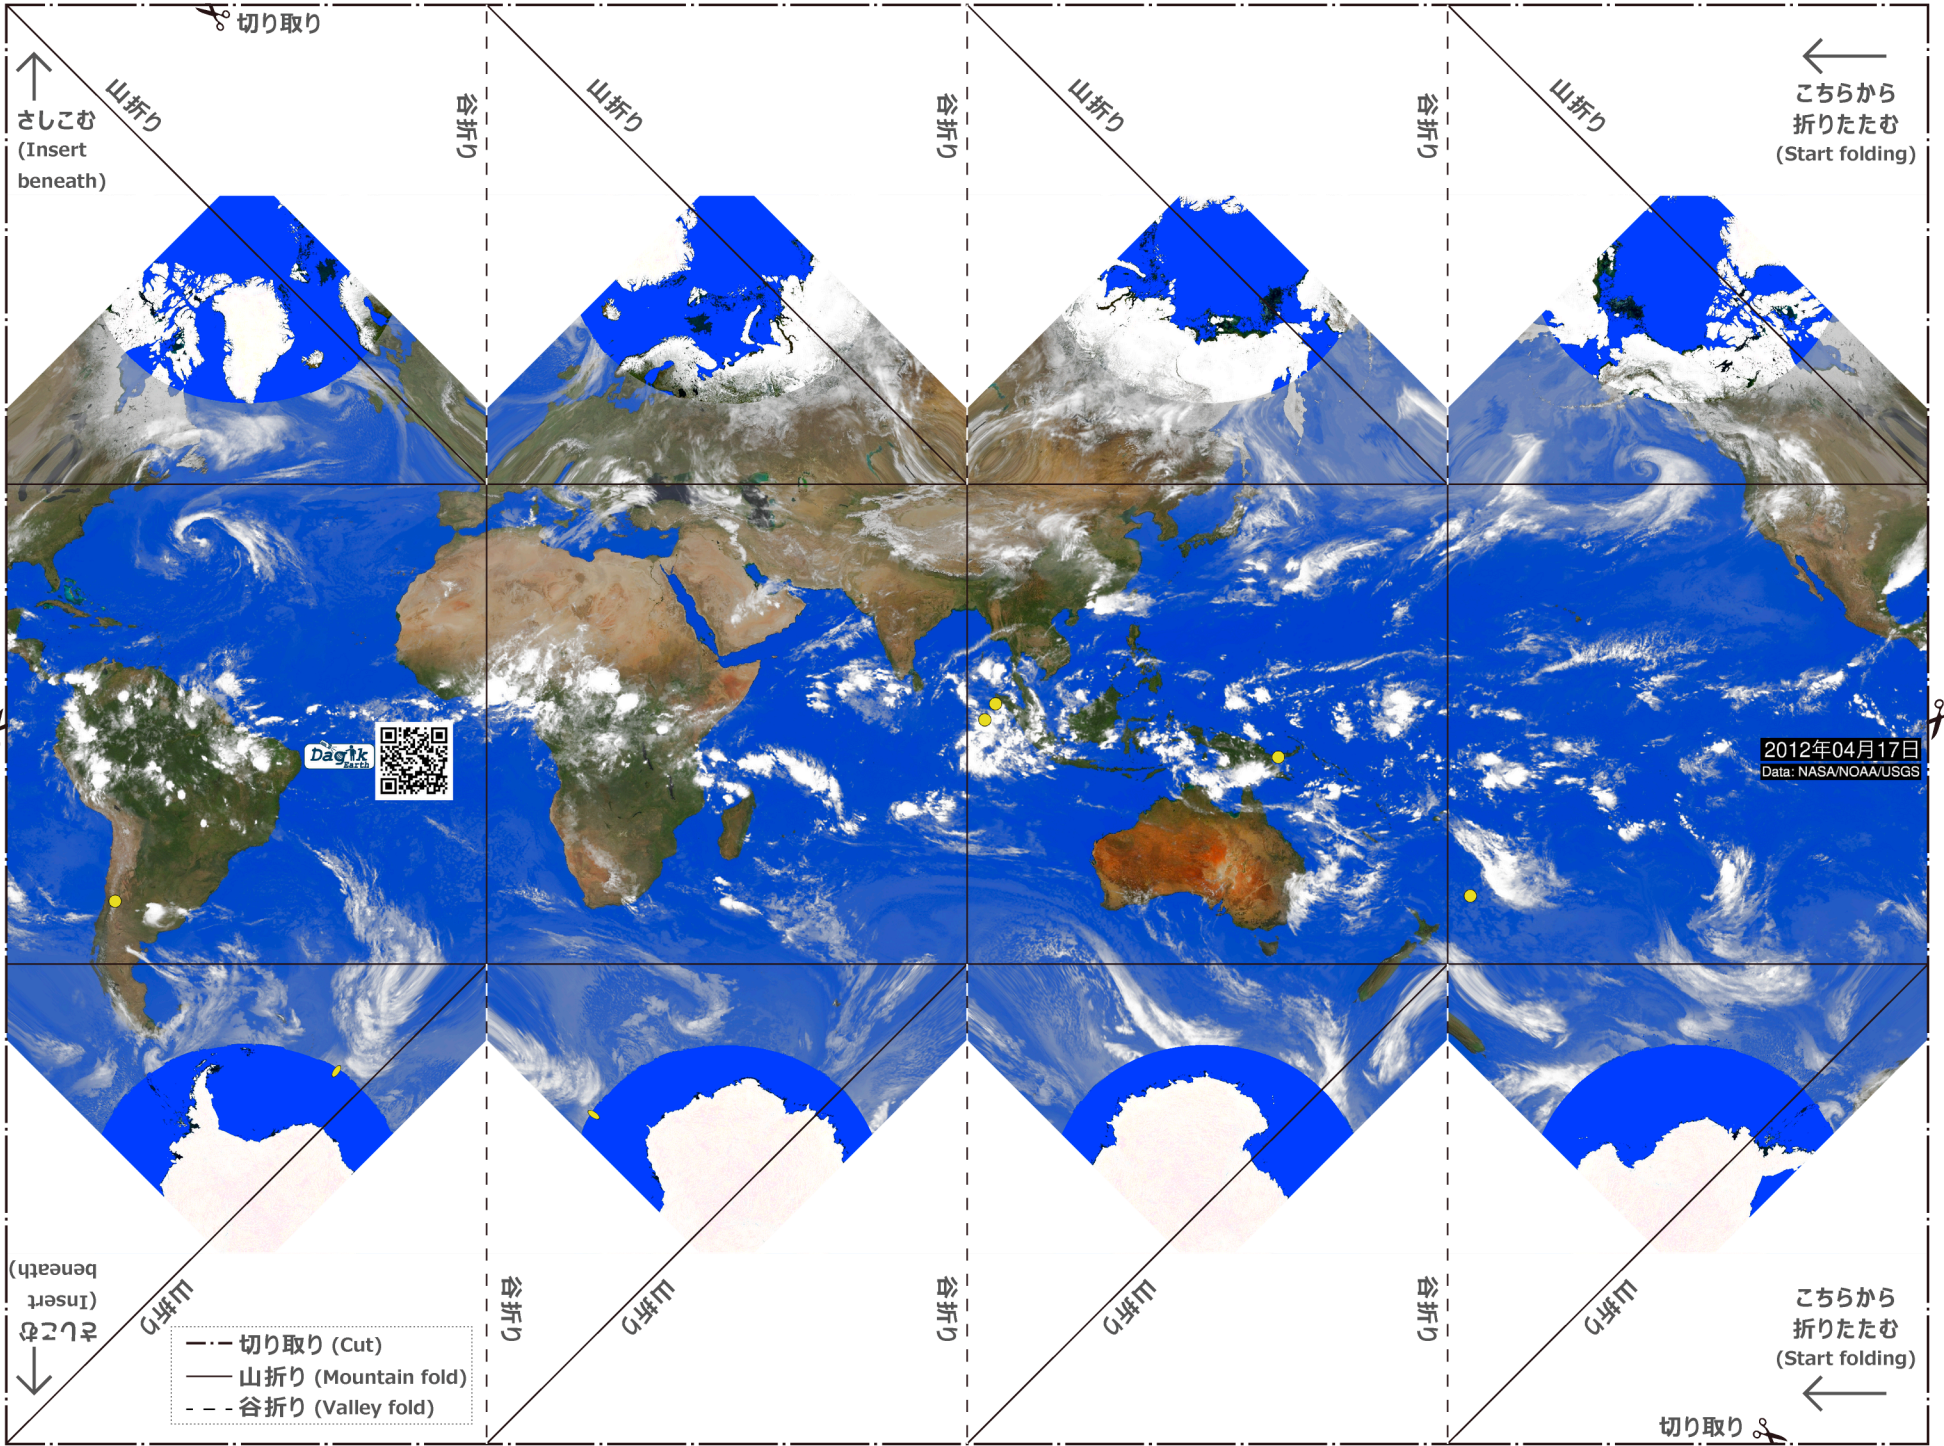 切り取り
山折り
谷折り
山折り
谷折り
山折り
谷折り
山折り
こちらから
折りたたむ
(Start folding)
さしこむ
(Insert
beneath)
Dagik
Earth
2012年04月17日
Data: NASA/NOAA/USGS
さしこむ
(Insert
beneath)
山折り
谷折り
山折り
谷折り
山折り
谷折り
山折り
こちらから
折りたたむ
(Start folding)
切り取り (Cut)
山折り (Mountain fold)
谷折り (Valley fold)
切り取り